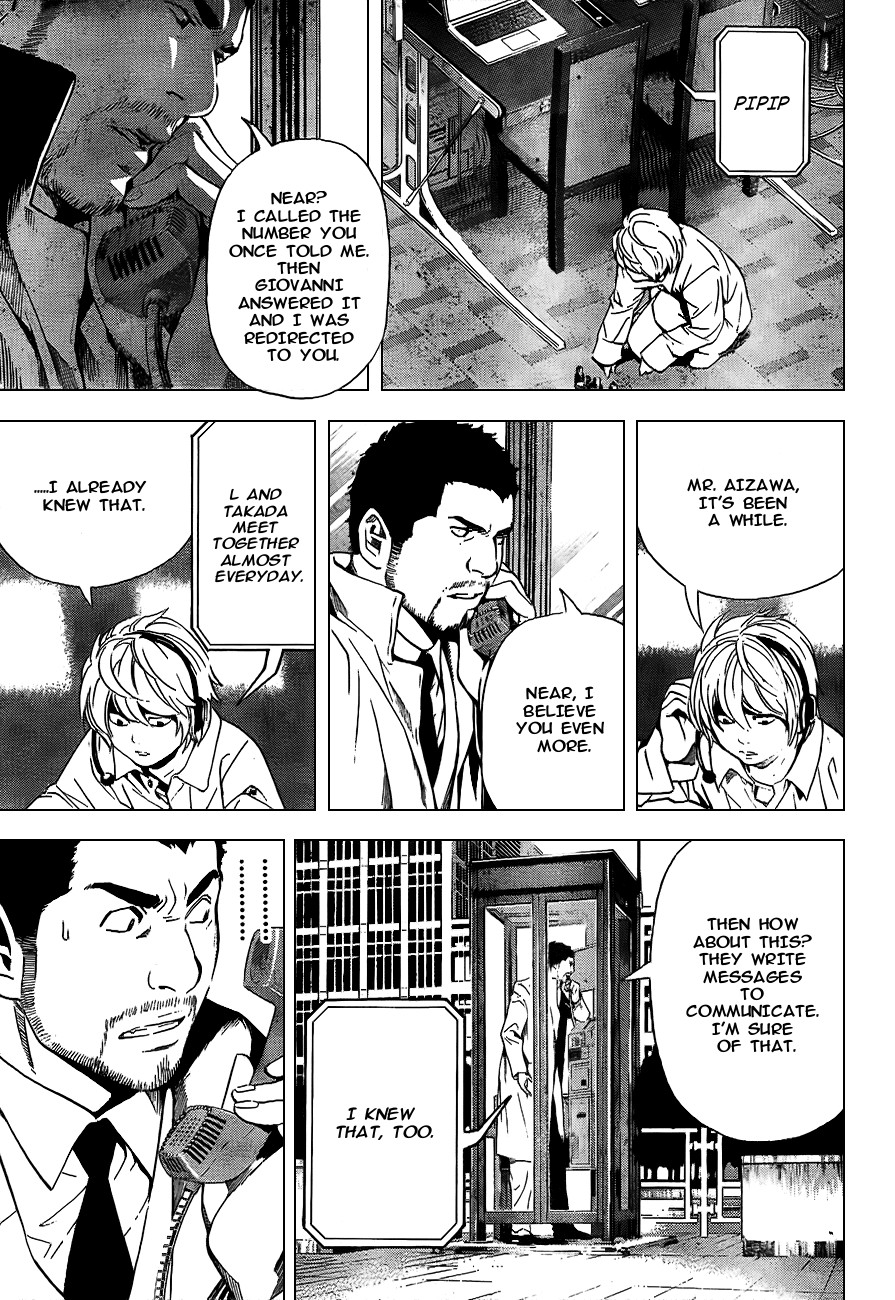 PIPIP
NEAR?
I CALLED THE
NUMBER YOU
ONCE TOLD ME.
THEN
GIOVANNI
ANSWERED IT
AND I WAS
REDIRECTED
TO YOU.
MR. AIZAWA,
IT'S BEEN
A WHILE.
NEAR, I
BELIEVE
YOU EVEN
MORE.
L AND
TAKADA
MEET
TOGETHER
ALMOST
EVERYDAY.
.....I ALREADY
KNEW THAT.
THEN HOW
ABOUT THIS?
THEY WRITE
MESSAGES
TO
COMMUNICATE.
I'M SURE
OF THAT.
I KNEW
THAT, TOO.